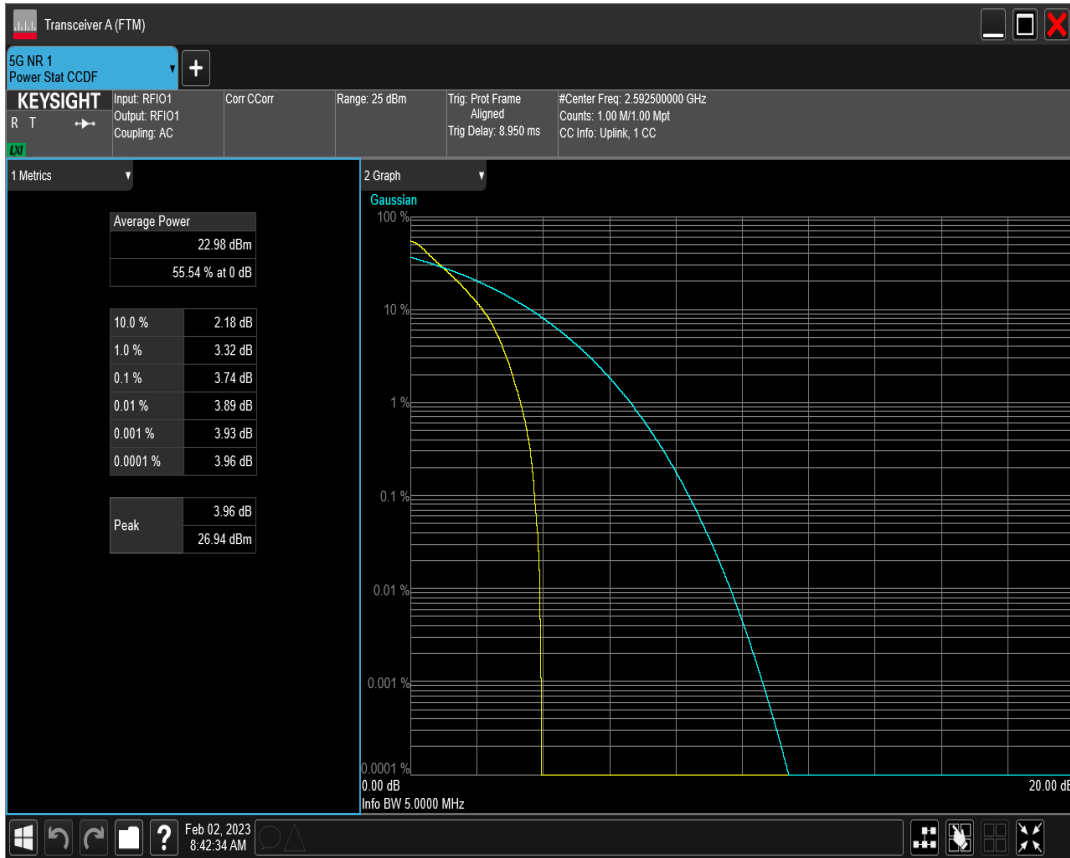 Transceiver A (FTM)
5G NR 1
Power Stat CCDF
+
KEYSIGHT
R T
LXI
Input: RFIO1
Output: RFIO1
Coupling: AC
Corr CCorr
Range: 25 dBm
Trig: Prot Frame
Aligned
Trig Delay: 8.950 ms
#Center Freq: 2.592500000 GHz
Counts: 1.00 M/1.00 Mpt
CC Info: Uplink, 1 CC
1 Metrics
Average Power
22.98 dBm
55.54 % at 0 dB
10.0 % 2.18 dB
1.0 % 3.32 dB
0.1 % 3.74 dB
0.01 % 3.89 dB
0.001 % 3.93 dB
0.0001 % 3.96 dB
Peak
3.96 dB
26.94 dBm
2 Graph
Gaussian
100 %
10 %
1 %
0.1 %
0.01 %
0.001 %
0.0001 %
0.00 dB 20.00 dB
Info BW 5.0000 MHz
?
Feb 02, 2023
8:42:34 AM